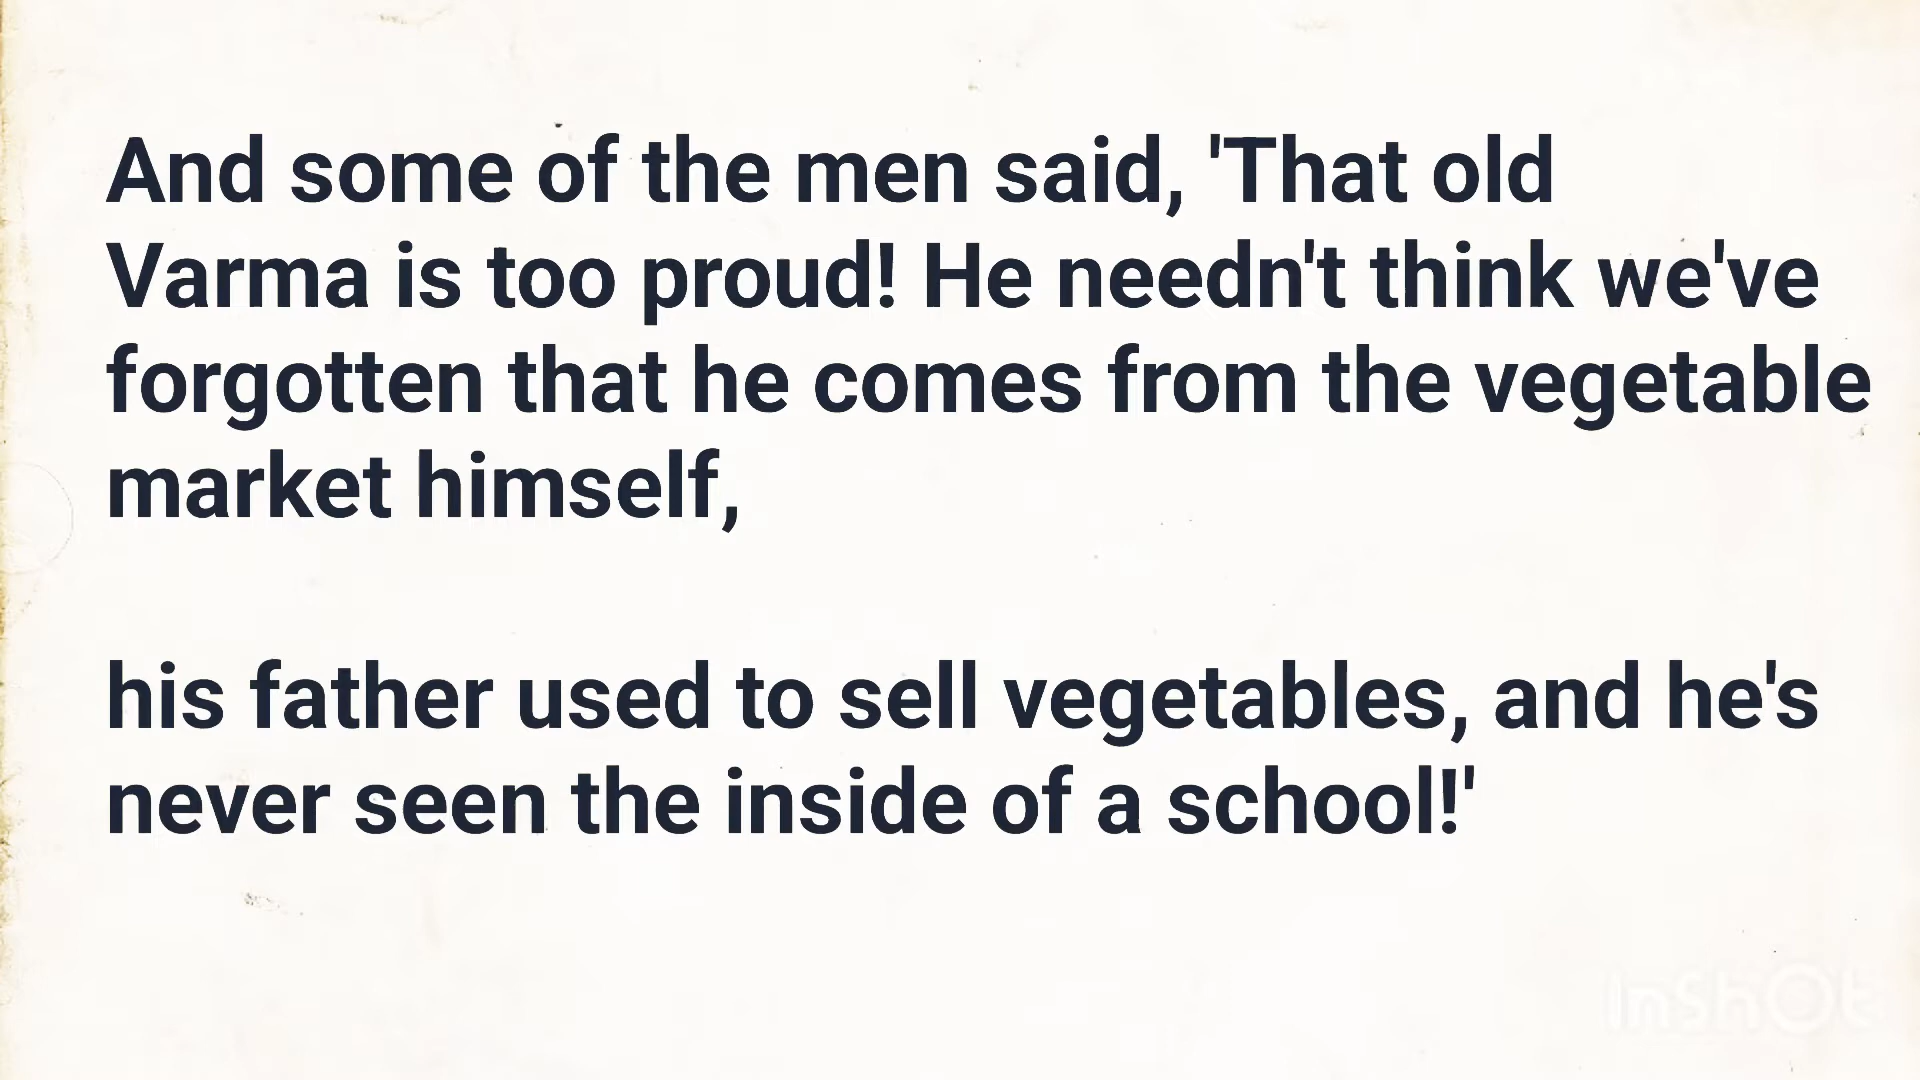 And some of the men said, 'That old
Varma is too proud! He needn't think we've
forgotten that he comes from the vegetable
market himself,
his father used to sell vegetables, and he's
never seen the inside of a school!'
InShOt